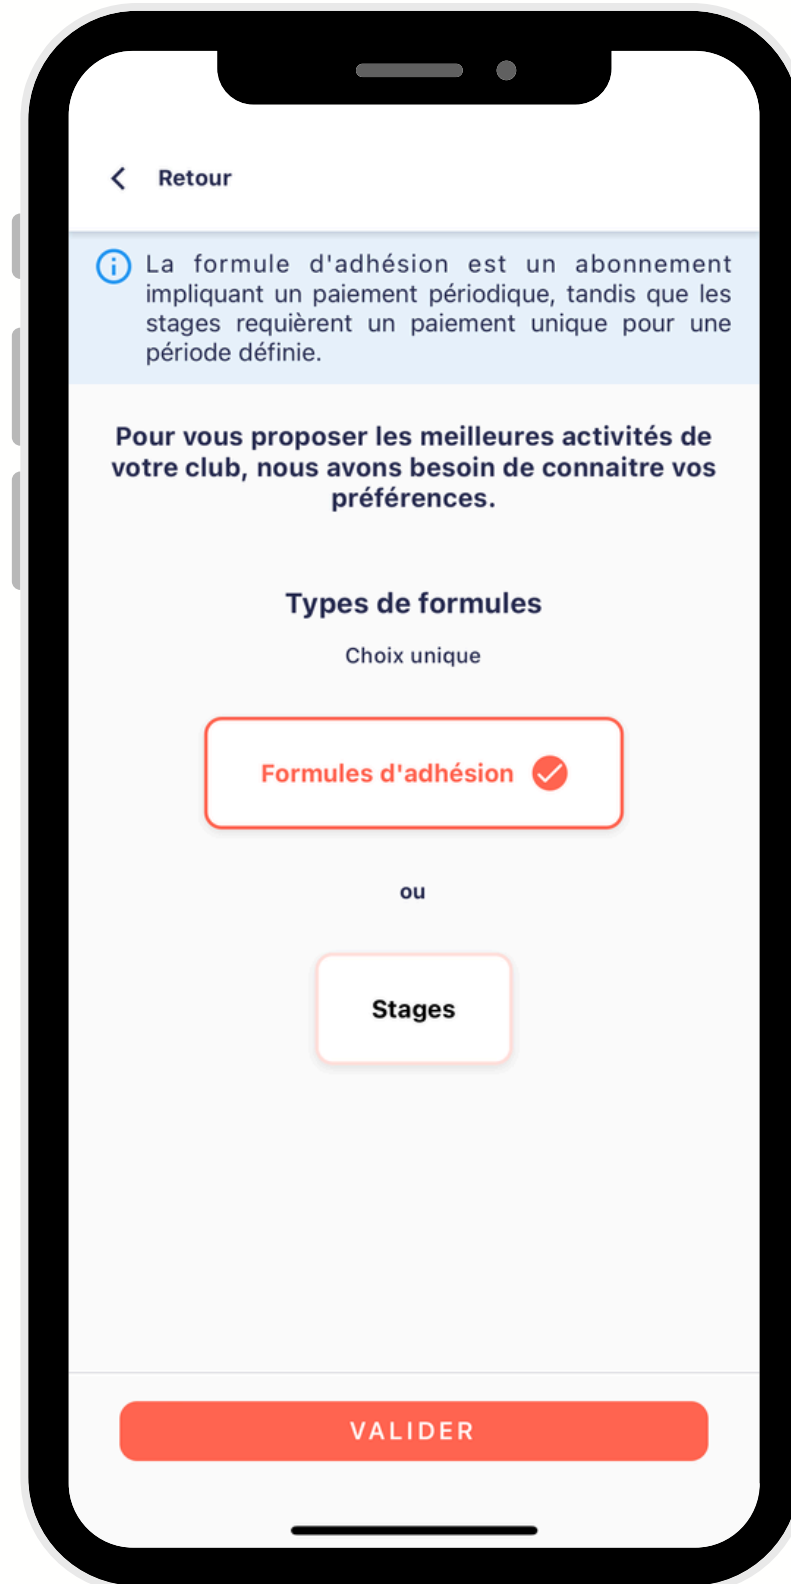 Retour
La formule d'adhésion est un abonnement
impliquant un paiement périodique, tandis que les
stages requièrent un paiement unique pour une
période définie.
Pour vous proposer les meilleures activités de
votre club, nous avons besoin de connaitre vos
préférences.
Types de formules
Choix unique
Formules d'adhésion
ou
Stages
VALIDER